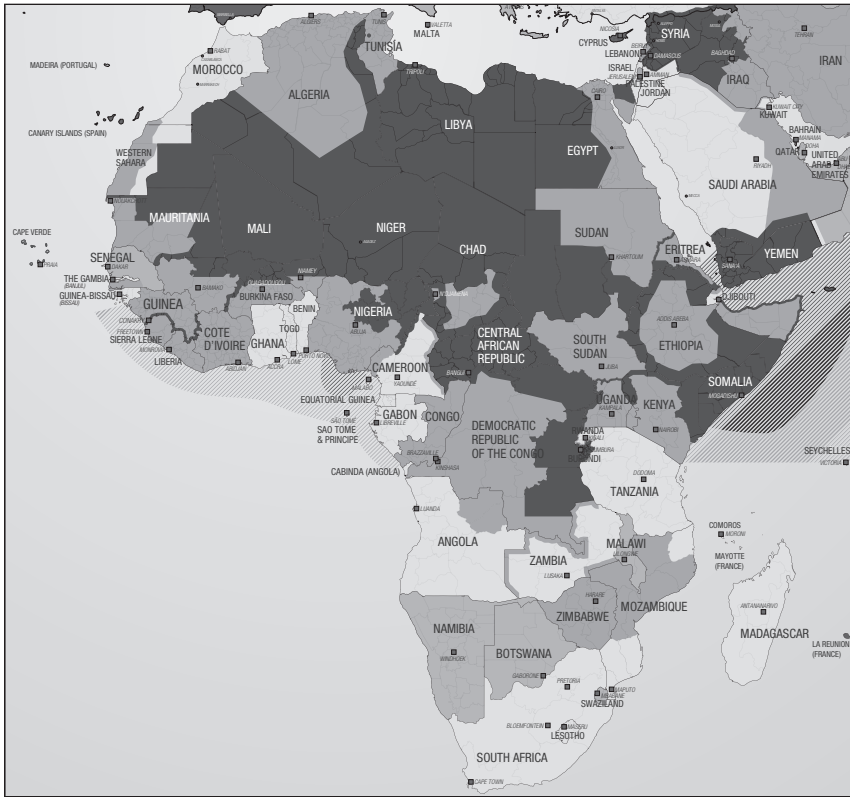 NICOSIA
ALGIERS
TUNIS
VALETTA
MALTA
CYPRUS
SYRIA
TEHRAN
TUNISIA
RABAT
MOROCCO
TRIPOLI
BEIRUT
LEBANON
DAMASCUS
BAGHDAD
IRAN
MADEIRA (PORTUGAL)
ISRAEL
JERUSALEM
AMMAN
PALESTINE
JORDAN
IRAQ
ALGERIA
CAIRO
KUWAIT CITY
KUWAIT
CANARY ISLANDS (SPAIN)
LIBYA
BAHRAIN
MANAMA
DOHA
QATAR
UNITED
ARAB
EMIRATES
WESTERN
SAHARA
EGYPT
RIYADH
SAUDI ARABIA
NOUAKCHOTT
MAURITANIA
MALI
NIGER
CHAD
SUDAN
KHARTOUM
ERITREA
ASMARA
YEMEN
SANA'A
CAPE VERDE
PRAIA
SENEGAL
DAKAR
THE GAMBIA
(BANJUL)
GUINEA-BISSAU
(BISSAU)
BAMAKO
OUAGADOUGOU
NIAMEY
BURKINA FASO
N'DJAMENA
DJIBOUTI
GUINEA
BENIN
NIGERIA
ABUJA
ADDIS ABEBA
ETHIOPIA
CONAKRY
FREETOWN
SIERRA LEONE
COTE
D'IVOIRE
TOGO
GHANA
CENTRAL
AFRICAN
REPUBLIC
SOUTH
SUDAN
MONROVIA
LIBERIA
ABIDJAN
ACCRA
LOME
PORTO NOVO
CAMEROON
YAOUNDE
BANGUI
JUBA
SOMALIA
MOGADISHU
MALABO
EQUATORIAL GUINEA
SAO TOME
SAO TOME
& PRINCIPE
LIBREVILLE
GABON
CONGO
DEMOCRATIC
REPUBLIC
OF THE CONGO
UGANDA
KAMPALA
KENYA
NAIROBI
RWANDA
KIGALI
BUJUMBURA
BURUNDI
SEYCHELLES
VICTORIA
BRAZZAVILLE
KINSHASA
CABINDA (ANGOLA)
DODOMA
TANZANIA
LUANDA
ANGOLA
COMOROS
MORONI
MALAWI
LILONGWE
MAYOTTE
(FRANCE)
ZAMBIA
LUSAKA
HARARE
ZIMBABWE
MOZAMBIQUE
ANTANANARIVO
MADAGASCAR
LA REUNION
(FRANCE)
NAMIBIA
WINDHOEK
BOTSWANA
GABORONE
PRETORIA
MAPUTO
MBABANE
SWAZILAND
BLOEMFONTEIN
MASERU
LESOTHO
SOUTH AFRICA
CAPE TOWN